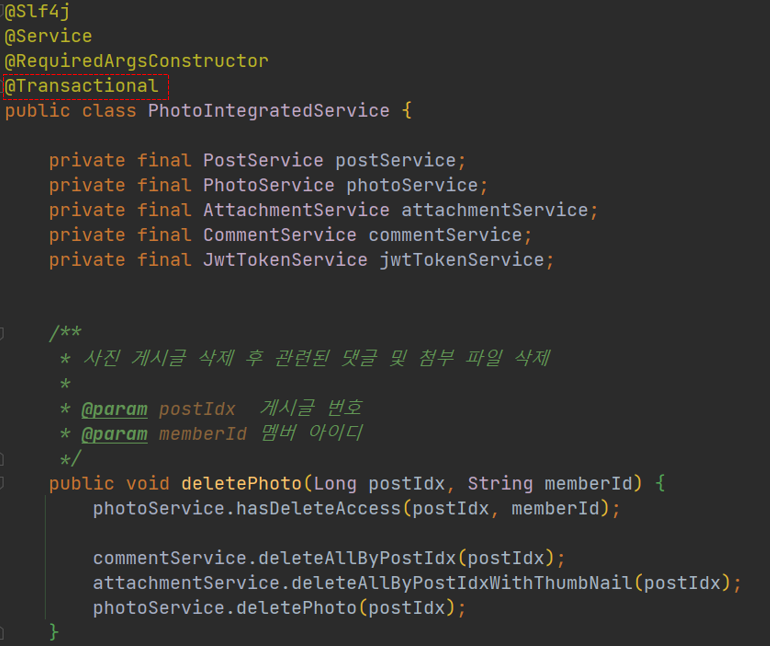 @Slf4j
@Service
@RequiredArgsConstructor
@Transactional
public class PhotoIntegratedService {
private final PostService postService;
private final PhotoService photoService;
private final AttachmentService attachmentService;
private final CommentService commentService;
private final JwtTokenService jwtTokenService;
/**
* 사진 게시글 삭제 후 관련된 댓글 및 첨부 파일 삭제
*
* @param postIdx 게시글 번호
* @param memberId 멤버 아이디
*/
public void deletePhoto(Long postIdx, String memberId) {
photoService.hasDeleteAccess(postIdx, memberId);
commentService.deleteAllByPostIdx(postIdx);
attachmentService.deleteAllByPostIdxWithThumbNail(postIdx);
photoService.deletePhoto(postIdx);
}